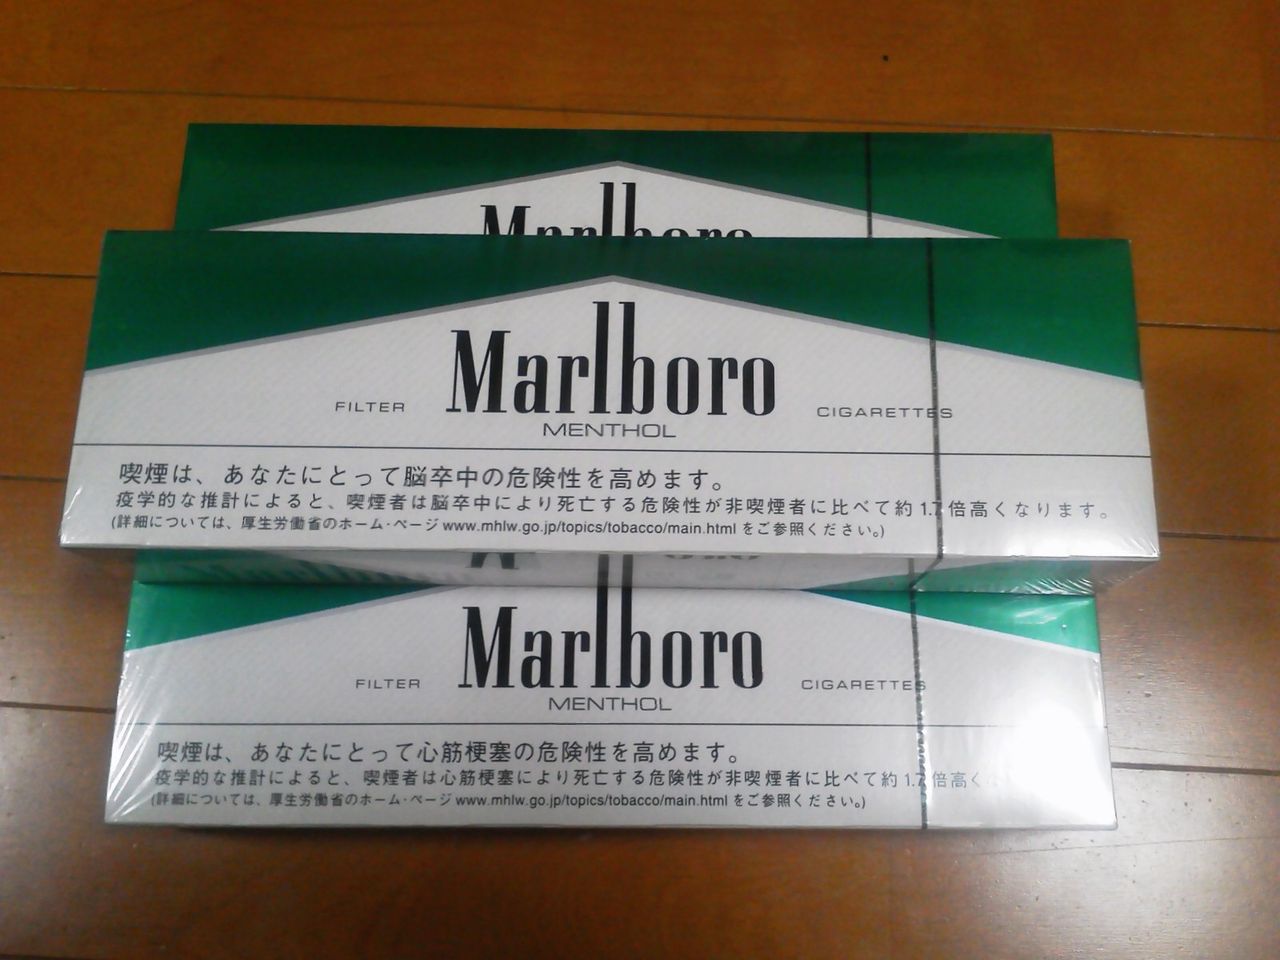 Marlboro
Marlboro
FILTER
CIGARETTES
MENTHOL
喫煙は、あなたにとって脳卒中の危険性を高めます。
疫学的な推計によると、喫煙者は脳卒中により死亡する危険性が非喫煙者に比べて約1.7倍高くなります。
(詳細については、厚生労働省のホーム・ページ www.mhlw.go.jp/topics/tobacco/main.html をご参照ください。)
Marlboro
FILTER
CIGARETTES
MENTHOL
喫煙は、あなたにとって心筋梗塞の危険性を高めます。
疫学的な推計によると、喫煙者は心筋梗塞により死亡する危険性が非喫煙者に比べて約1.7倍高く
(詳細については、厚生労働省のホーム・ページ www.mhlw.go.jp/topics/tobacco/main.html をご参照ください。)